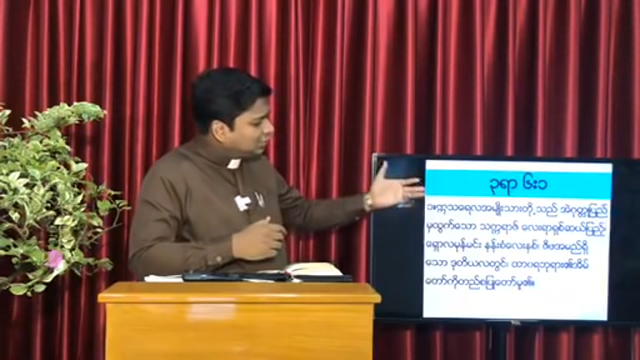 ၃ရာ ၆း၁
ဣသရေလအမျိုးသားတို့သည် အဲဂုတ္တုပြည်
မှထွက်သော သက္ကရာဇ် လေးရာရှစ်ဆယ်ပြည့်၊
ရှောလမုန်မင်း နန်းစံလေးနှစ်၊ ဇိဖအမည်ရှိ
သော ဒုတိယလတွင်၊ ထာဝရဘုရား၏အိမ်
တော်ကိုတည်စပြုတော်မူ၏။